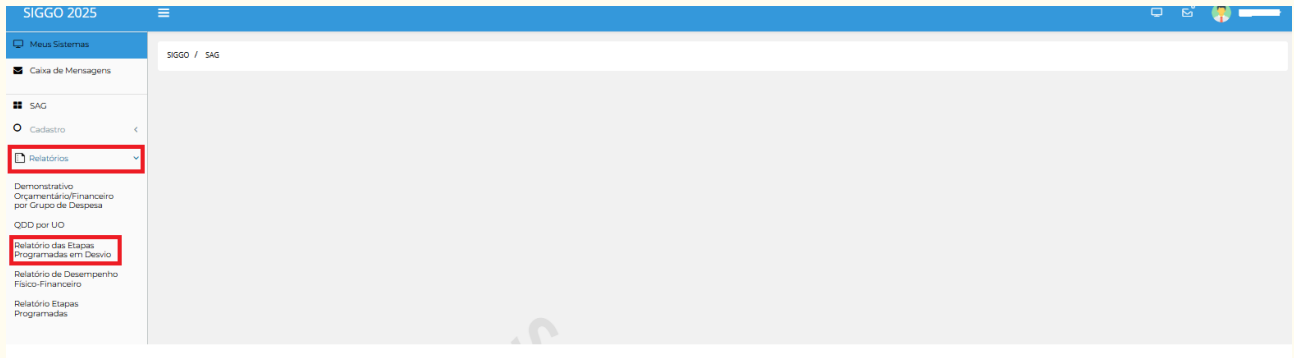 SIGGO 2025
Meus Sistemas
SIGGO / SAG
Caixa de Mensagens
SAG
Cadastro
Relatórios
Demonstrativo
Orçamentário/Financeiro
por Grupo de Despesa
QDD por UO
Relatório das Etapas
Programadas em Desvio
Relatório de Desempenho
Físico-Financeiro
Relatório Etapas
Programadas